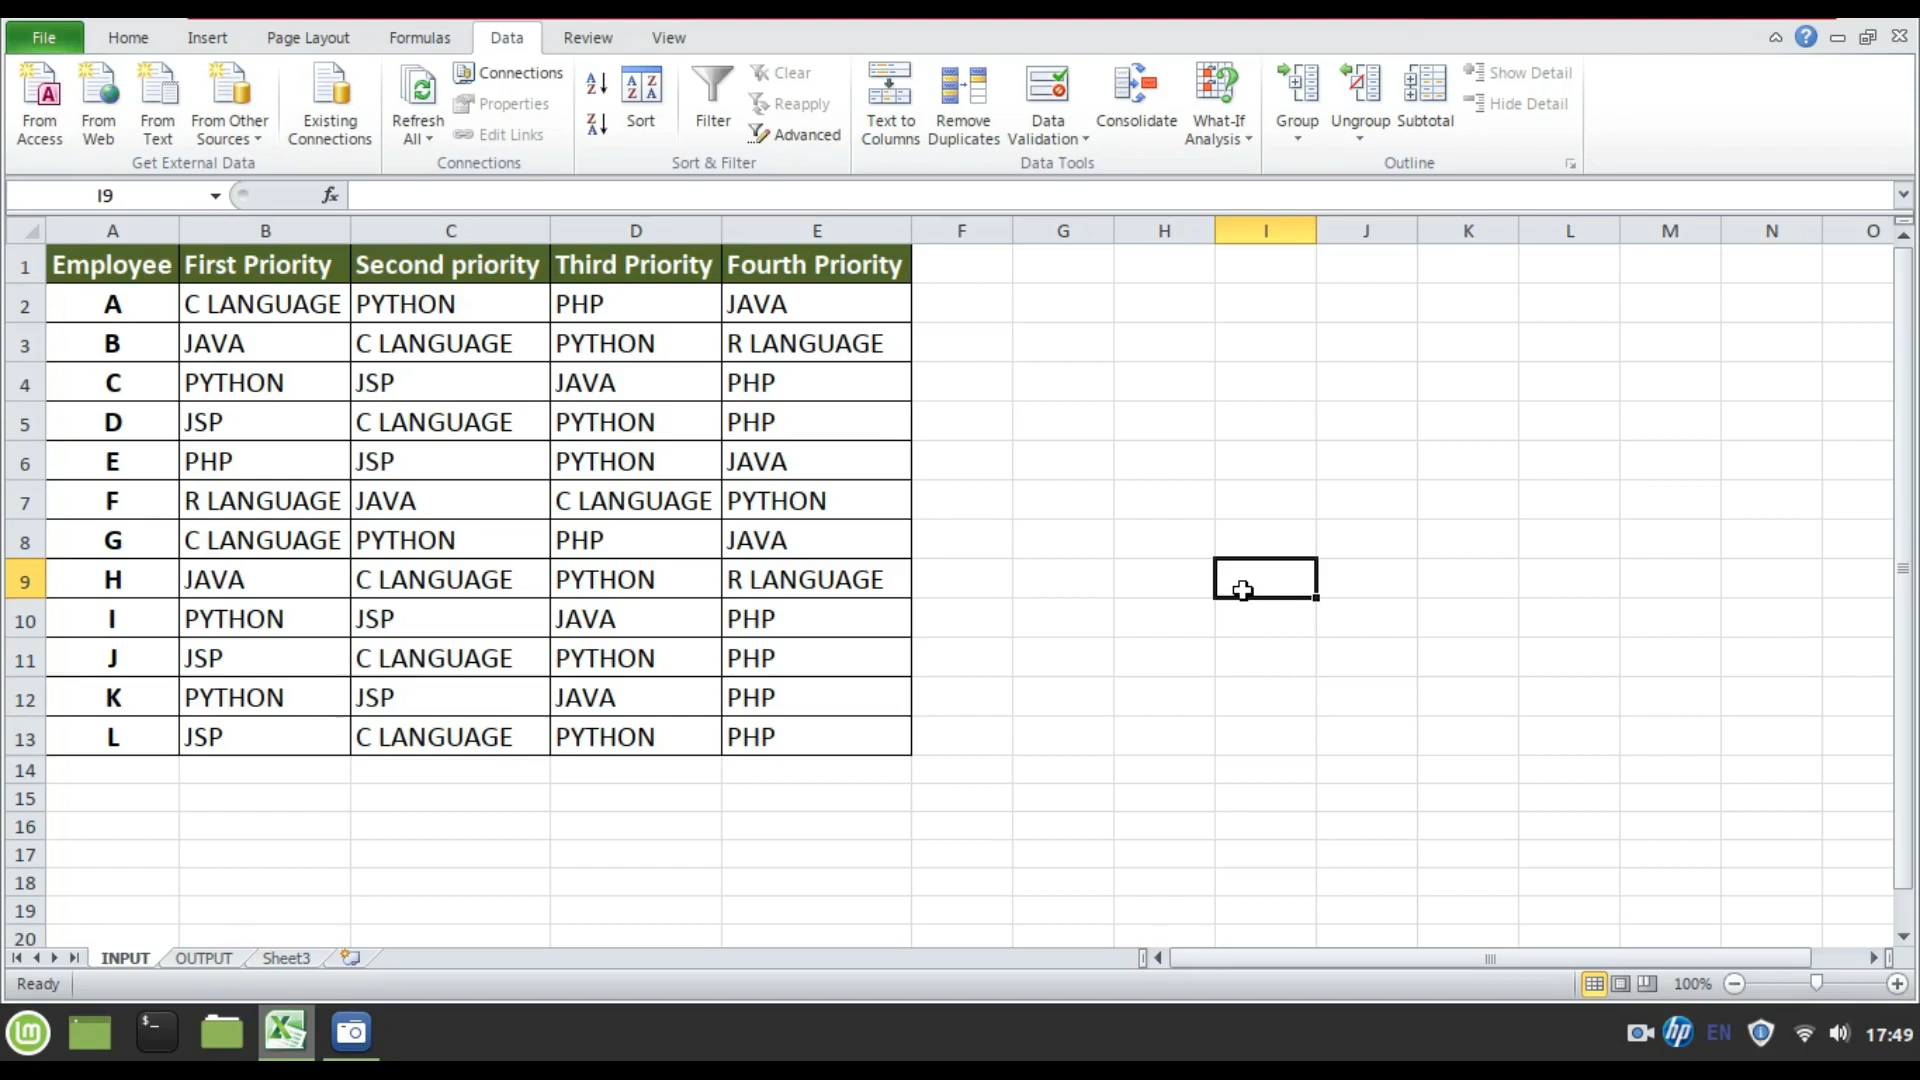 File Home Insert Page Layout Formulas Data Review View
From Access From Web From Text From Other Sources Existing Connections
Get External Data
Refresh All Connections Properties Edit Links
Connections
Sort Filter Clear Reapply Advanced
Sort & Filter
Text to Columns Remove Duplicates Data Validation Consolidate What-If Analysis
Data Tools
Group Ungroup Subtotal Show Detail Hide Detail
Outline
I9 fx
A B C D E F G H I J K L M N O
1 Employee First Priority Second priority Third Priority Fourth Priority
2 A C LANGUAGE PYTHON PHP JAVA
3 B JAVA C LANGUAGE PYTHON R LANGUAGE
4 C PYTHON JSP JAVA PHP
5 D JSP C LANGUAGE PYTHON PHP
6 E PHP JSP PYTHON JAVA
7 F R LANGUAGE JAVA C LANGUAGE PYTHON
8 G C LANGUAGE PYTHON PHP JAVA
9 H JAVA C LANGUAGE PYTHON R LANGUAGE
10 I PYTHON JSP JAVA PHP
11 J JSP C LANGUAGE PYTHON PHP
12 K PYTHON JSP JAVA PHP
13 L JSP C LANGUAGE PYTHON PHP
14
15
16
17
18
19
20
INPUT OUTPUT Sheet3
Ready 100%
EN 17:49